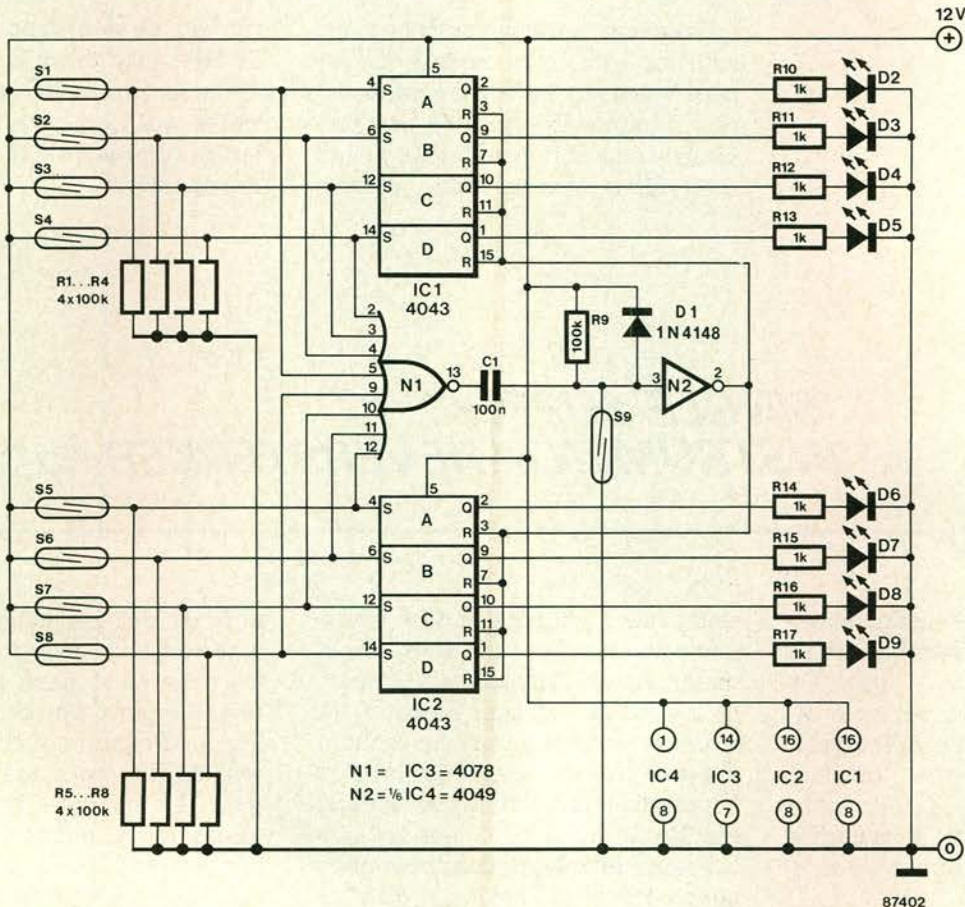 12V
+
S1
S2
S3
S4
R1...R4
4x100k
4 S A Q 2
R 3
6 S B Q 9
R 7
12 S C Q 10
R 11
14 S D Q 1
R 15
5
IC1
4043
R10
1k
D2
R11
1k
D3
R12
1k
D4
R13
1k
D5
2
3
4
5
9
10
11
12
N1
13
C1
100n
R9
100k
D1
1N4148
S9
3 N2 2
S5
S6
S7
S8
R5...R8
4x100k
5
4 S A Q 2
R 3
6 S B Q 9
R 7
12 S C Q 10
R 11
14 S D Q 1
R 15
IC2
4043
R14
1k
D6
R15
1k
D7
R16
1k
D8
R17
1k
D9
N1 = IC3 = 4078
N2 = ⅙ IC4 = 4049
1 14 16 16
IC4 IC3 IC2 IC1
8 7 8 8
0
87402